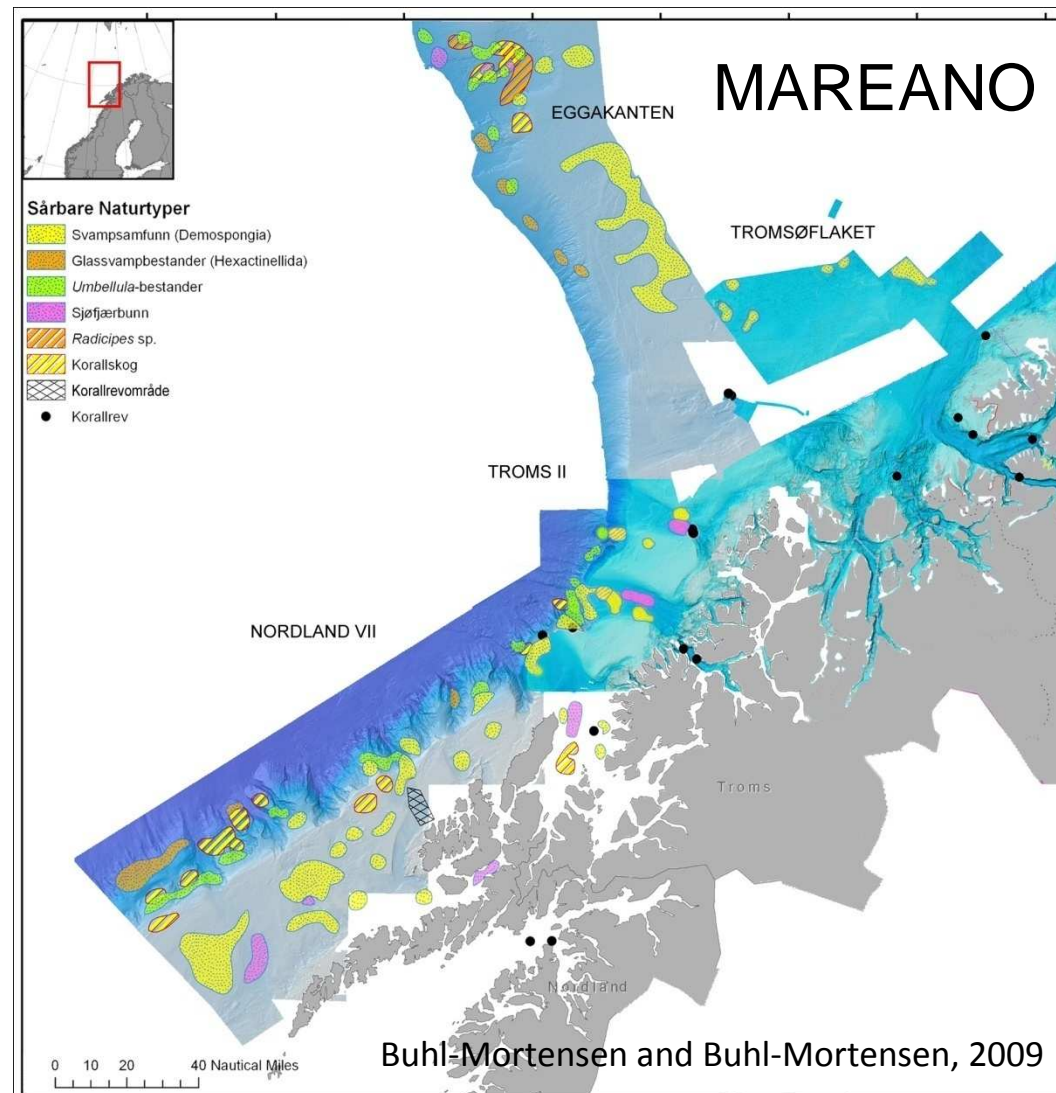 MAREANO
EGGAKANTEN
TROMSØFLAKET
Sårbare Naturtyper
Svampsamfunn (Demospongia)
Glassvampbestander (Hexactinellida)
Umbellula-bestander
Sjøfjærbunn
Radicipes sp.
Korallskog
Korallrevområde
Korallrev
TROMS II
NORDLAND VII
Troms
Nordland
0 10 20 40 Nautical Miles
Buhl-Mortensen and Buhl-Mortensen, 2009